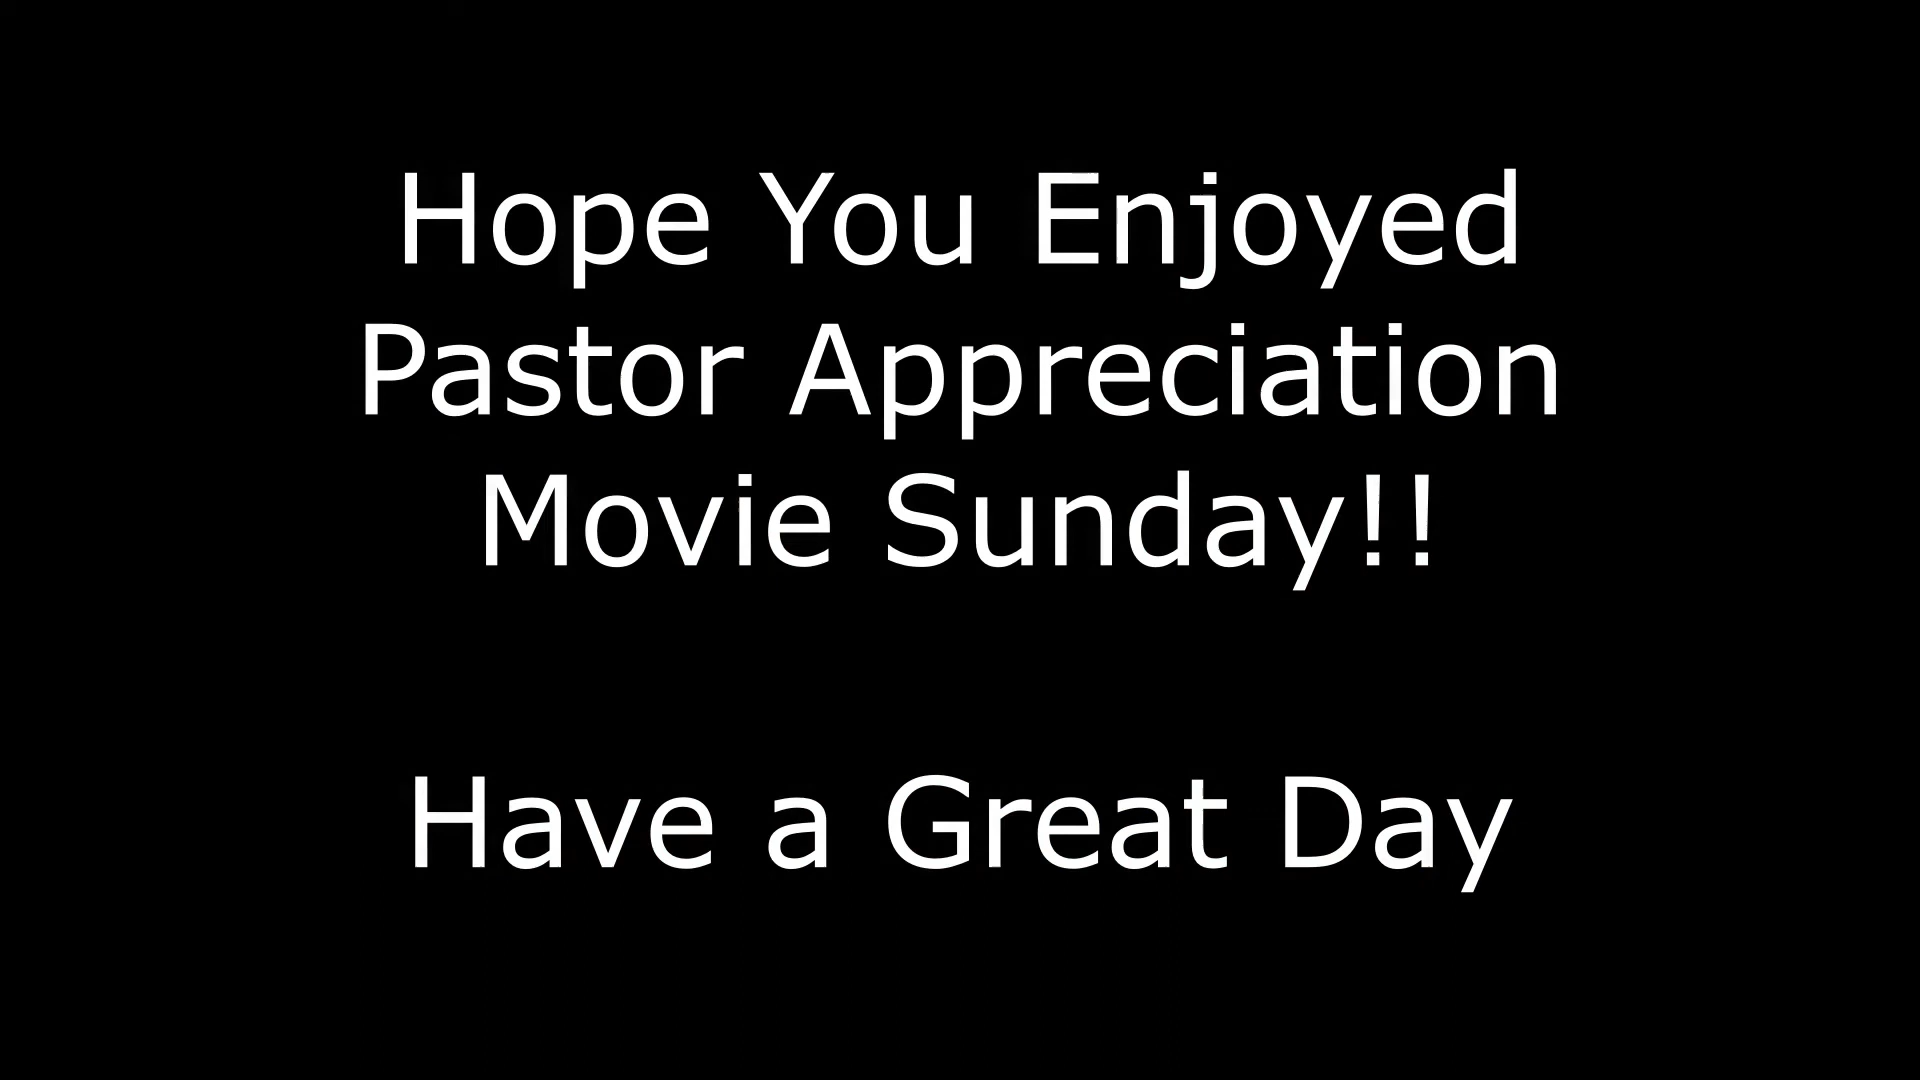 Hope You Enjoyed
Pastor Appreciation
Movie Sunday!!
Have a Great Day